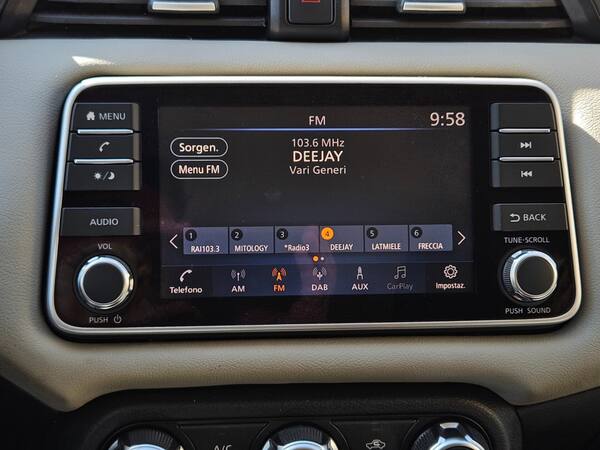 MENU
FM
9:58
Sorgen.
103.6 MHz
DEEJAY
Menu FM
Vari Generi
AUDIO
BACK
1 2 3 4 5 6
RAI103.3 MITOLOGY *Radio3 DEEJAY LATMIELE FRECCIA
VOL
TUNE·SCROLL
Telefono AM FM DAB AUX CarPlay Impostaz.
PUSH
PUSH SOUND
A/C